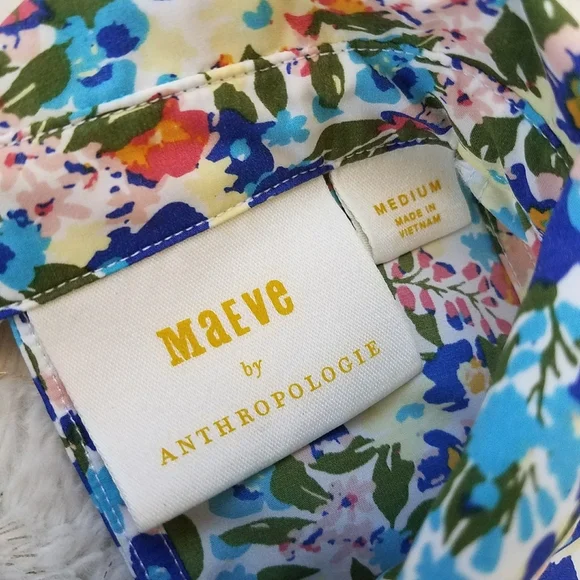 MaEVe
by
ANTHROPOLOGIE
MEDIUM
MADE IN
VIETNAM